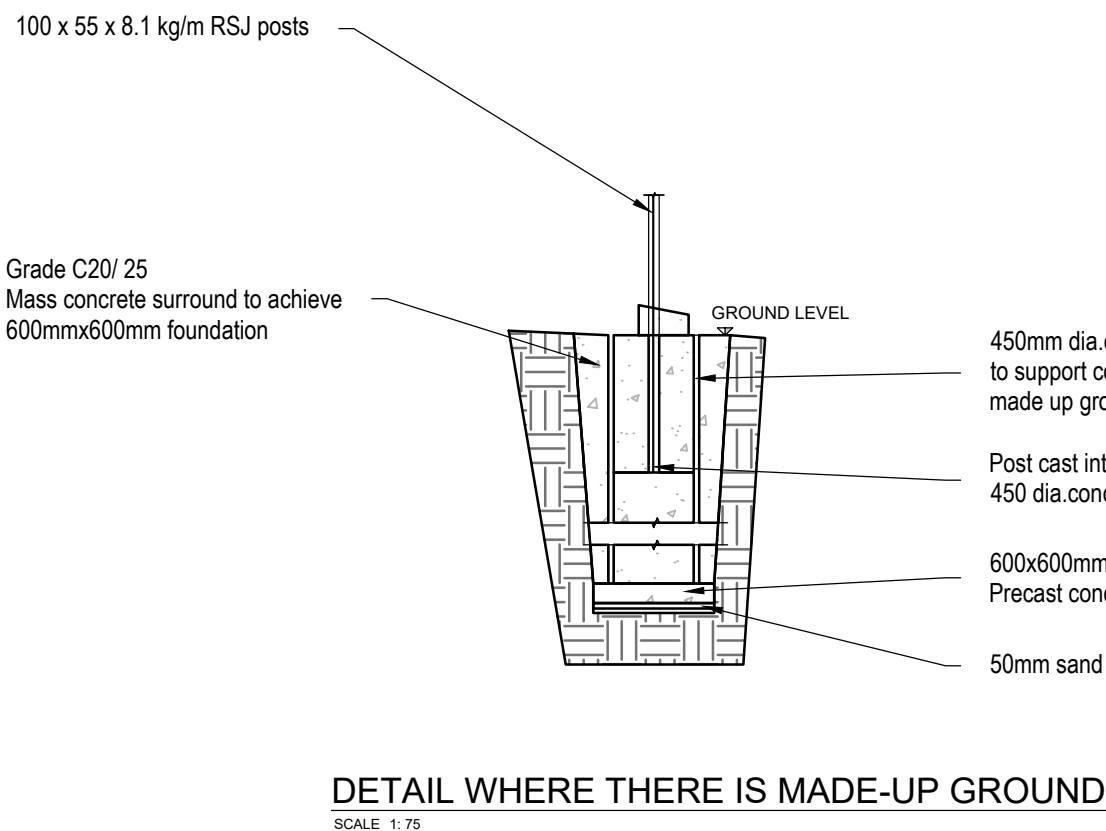 100 x 55 x 8.1 kg/m RSJ posts
Grade C20/ 25
Mass concrete surround to achieve
600mmx600mm foundation
GROUND LEVEL
450mm dia.
to support
made up
Post cast
450 dia.
600x600mm
Precast
50mm sand
DETAIL WHERE THERE IS MADE-UP GROUND
SCALE 1: 75